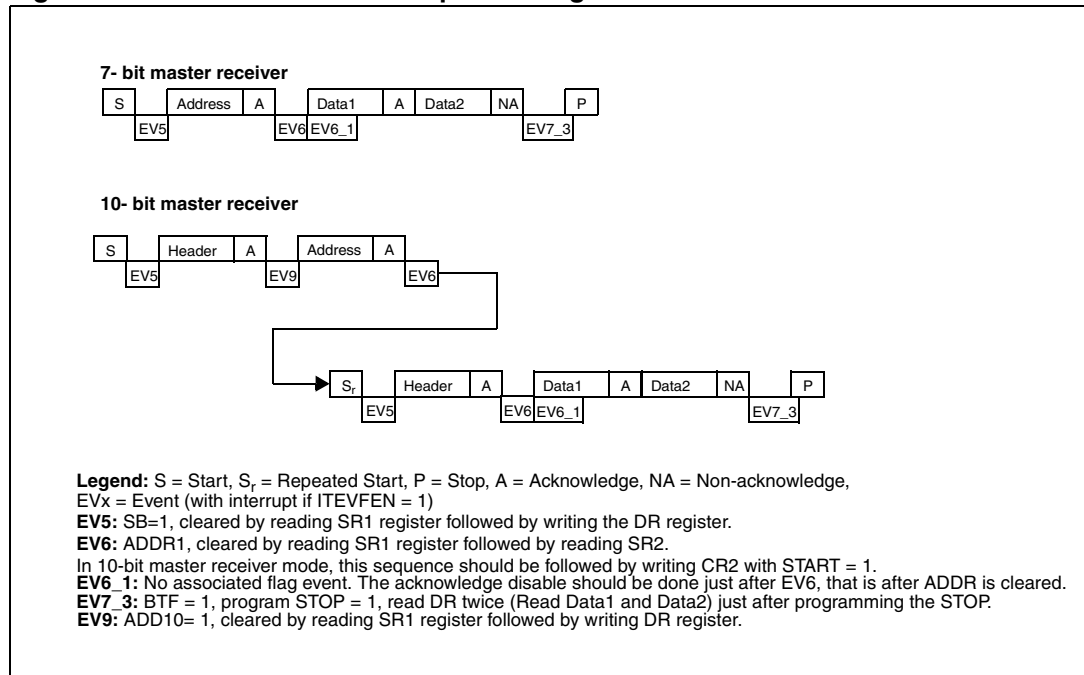 7- bit master receiver
S Address A Data1 A Data2 NA P
EV5 EV6 EV6_1 EV7_3
10- bit master receiver
S Header A Address A
EV5 EV9 EV6
Sr Header A Data1 A Data2 NA P
EV5 EV6 EV6_1 EV7_3
Legend: S = Start, Sr = Repeated Start, P = Stop, A = Acknowledge, NA = Non-acknowledge,
EVx = Event (with interrupt if ITEVFEN = 1)
EV5: SB=1, cleared by reading SR1 register followed by writing the DR register.
EV6: ADDR1, cleared by reading SR1 register followed by reading SR2.
In 10-bit master receiver mode, this sequence should be followed by writing CR2 with START = 1.
EV6_1: No associated flag event. The acknowledge disable should be done just after EV6, that is after ADDR is cleared.
EV7_3: BTF = 1, program STOP = 1, read DR twice (Read Data1 and Data2) just after programming the STOP.
EV9: ADD10= 1, cleared by reading SR1 register followed by writing DR register.